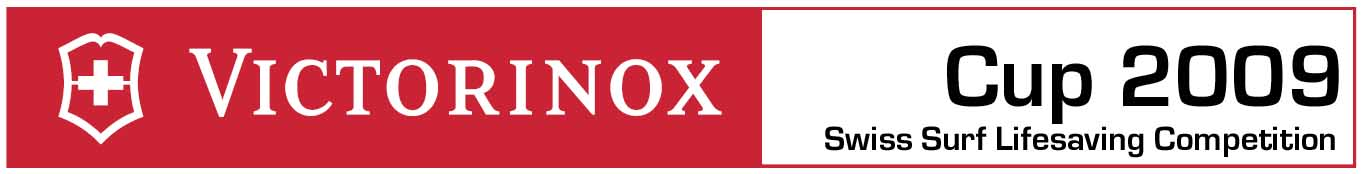 VICTORINOX
Cup 2009
Swiss Surf Lifesaving Competition